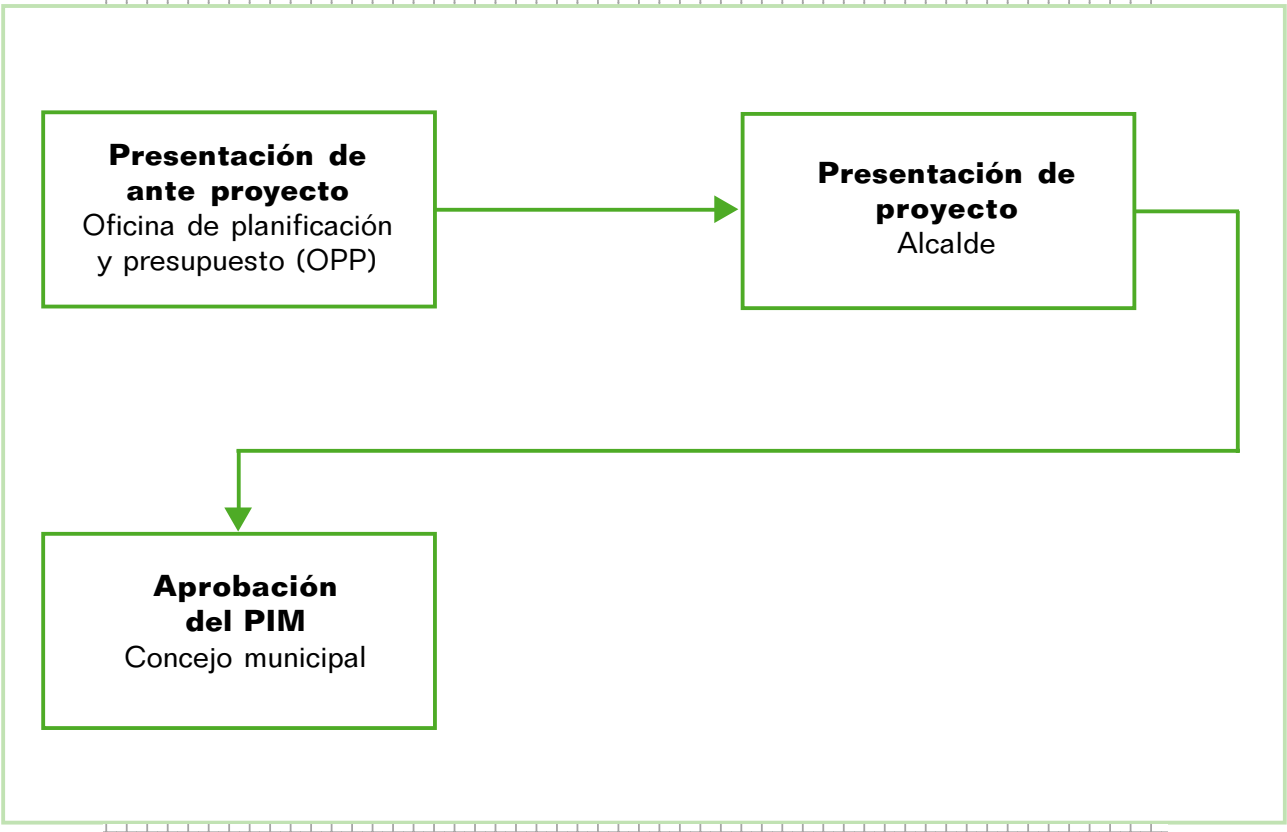 Presentación de
ante proyecto
Oficina de planificación
y presupuesto (OPP)
Presentación de
proyecto
Alcalde
Aprobación
del PIM
Concejo municipal